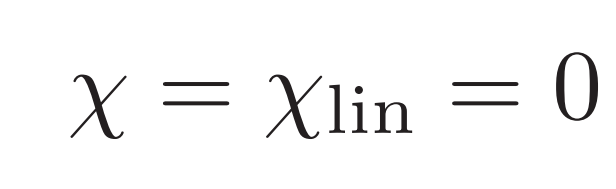 χ = χ_lin = 0